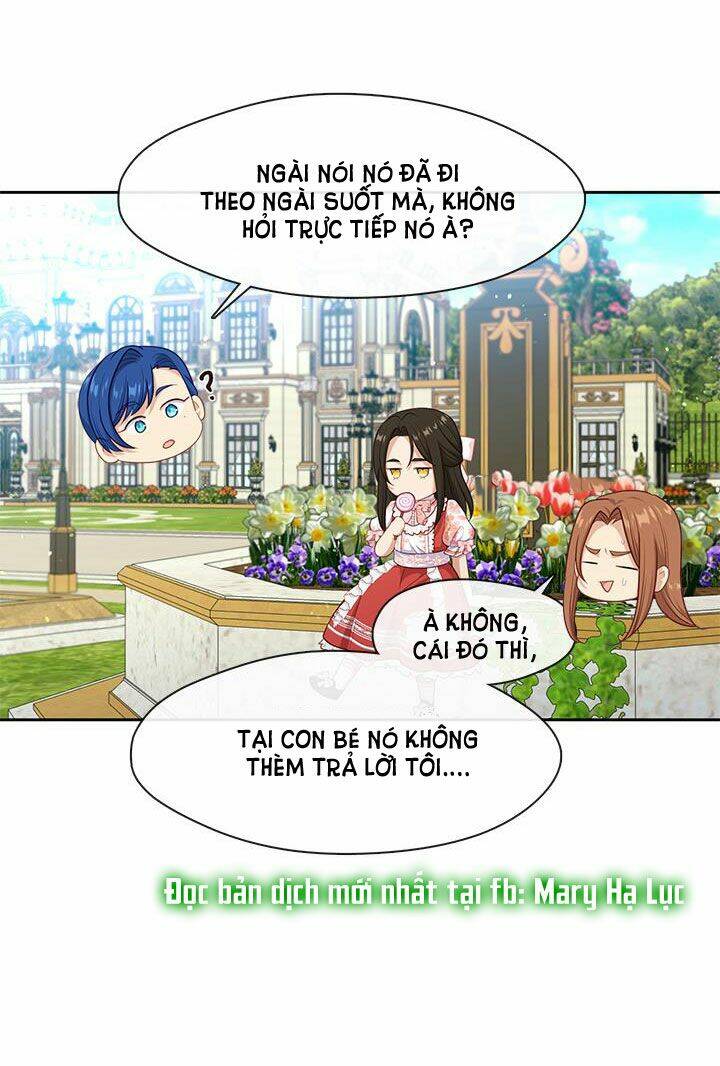 NGÀI NÓI NÓ ĐÃ ĐI
THEO NGÀI SUỐT MÀ, KHÔNG
HỎI TRỰC TIẾP NÓ À?
?
À KHÔNG,
CÁI ĐÓ THÌ,
TẠI CON BÉ NÓ KHÔNG
THÈM TRẢ LỜI TÔI....
Đọc bản dịch mới nhất tại fb: Mary Hạ Lục